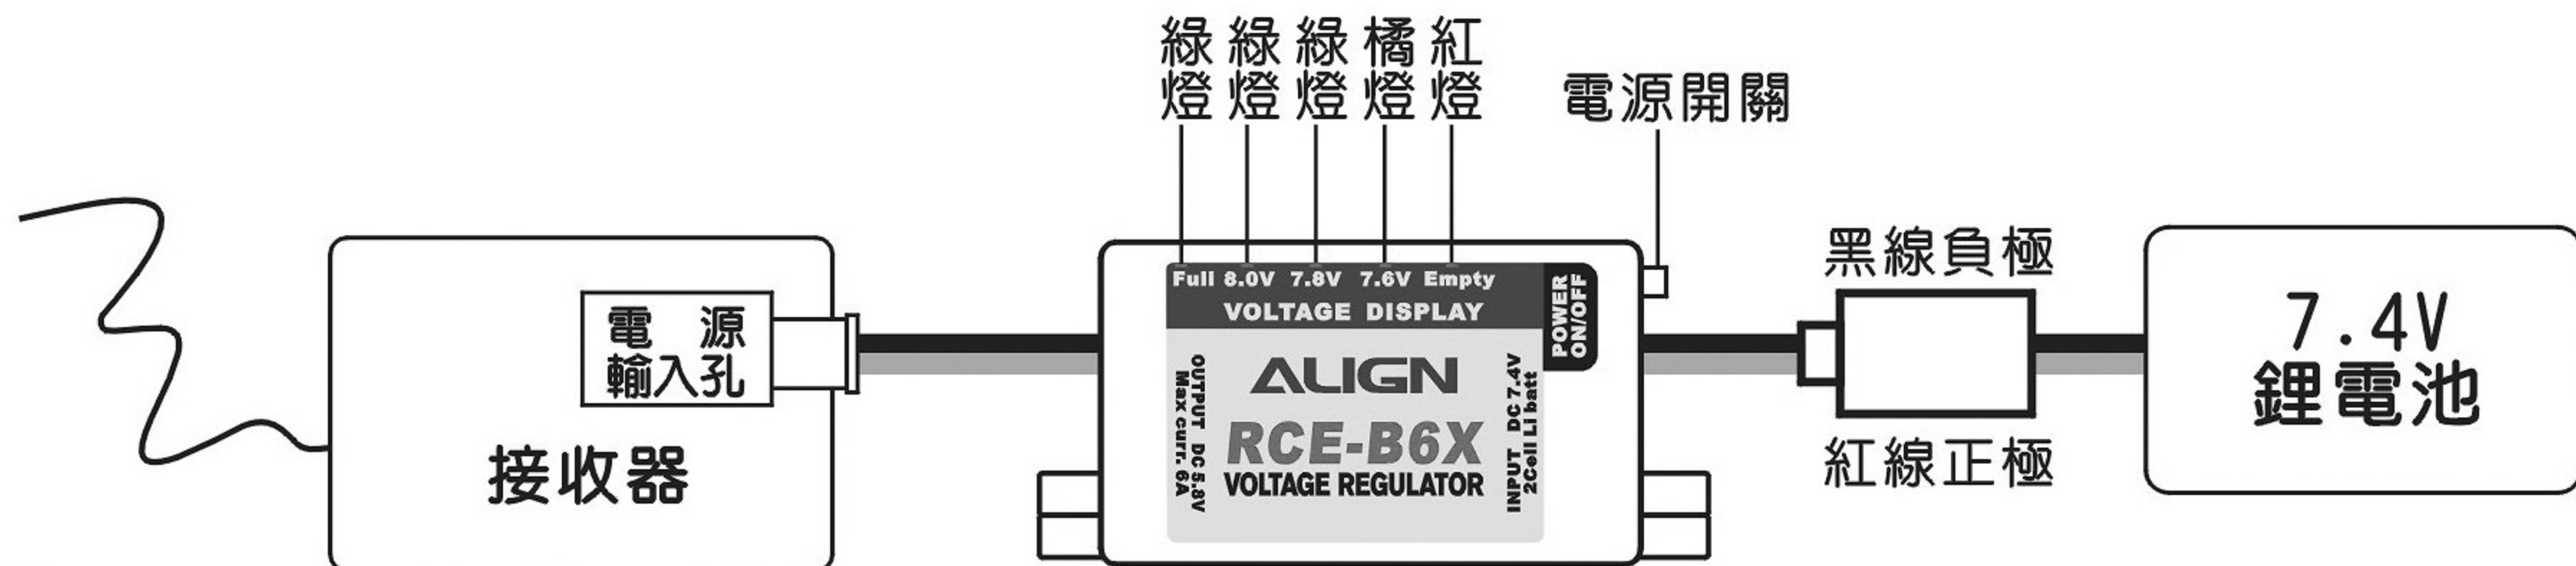 綠燈
綠燈
綠燈
橘燈
紅燈
電源開關
Full 8.0V 7.8V 7.6V Empty
VOLTAGE DISPLAY
POWER
ON/OFF
電 源
輸入孔
接收器
OUTPUT DC 5.8V
Max curr. 6A
ALIGN
RCE-B6X
VOLTAGE REGULATOR
INPUT DC 7.4V
2Cell Li batt
黑線負極
紅線正極
7.4V
鋰電池